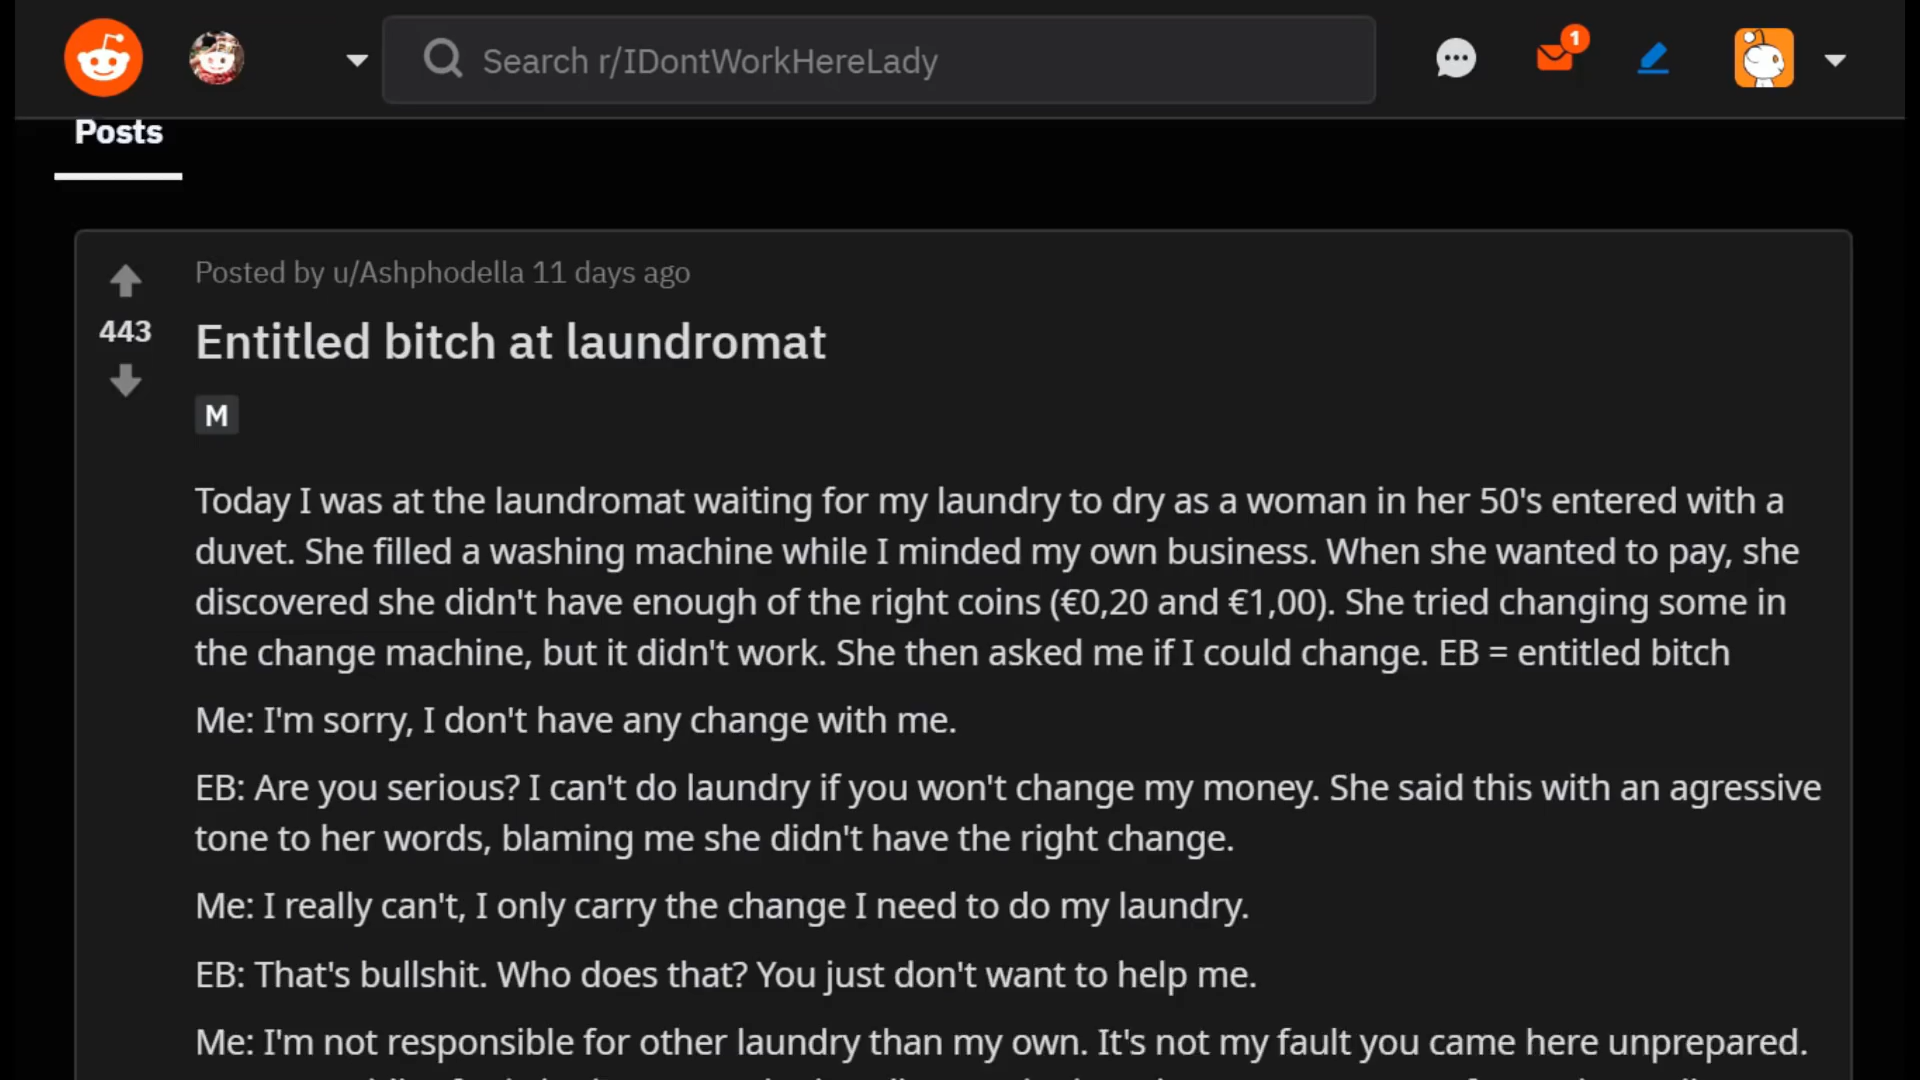 Search r/IDontWorkHereLady
1
Posts
Posted by u/Ashphodella 11 days ago
443
Entitled bitch at laundromat
M
Today I was at the laundromat waiting for my laundry to dry as a woman in her 50's entered with a
duvet. She filled a washing machine while I minded my own business. When she wanted to pay, she
discovered she didn't have enough of the right coins (€0,20 and €1,00). She tried changing some in
the change machine, but it didn't work. She then asked me if I could change. EB = entitled bitch
Me: I'm sorry, I don't have any change with me.
EB: Are you serious? I can't do laundry if you won't change my money. She said this with an agressive
tone to her words, blaming me she didn't have the right change.
Me: I really can't, I only carry the change I need to do my laundry.
EB: That's bullshit. Who does that? You just don't want to help me.
Me: I'm not responsible for other laundry than my own. It's not my fault you came here unprepared.